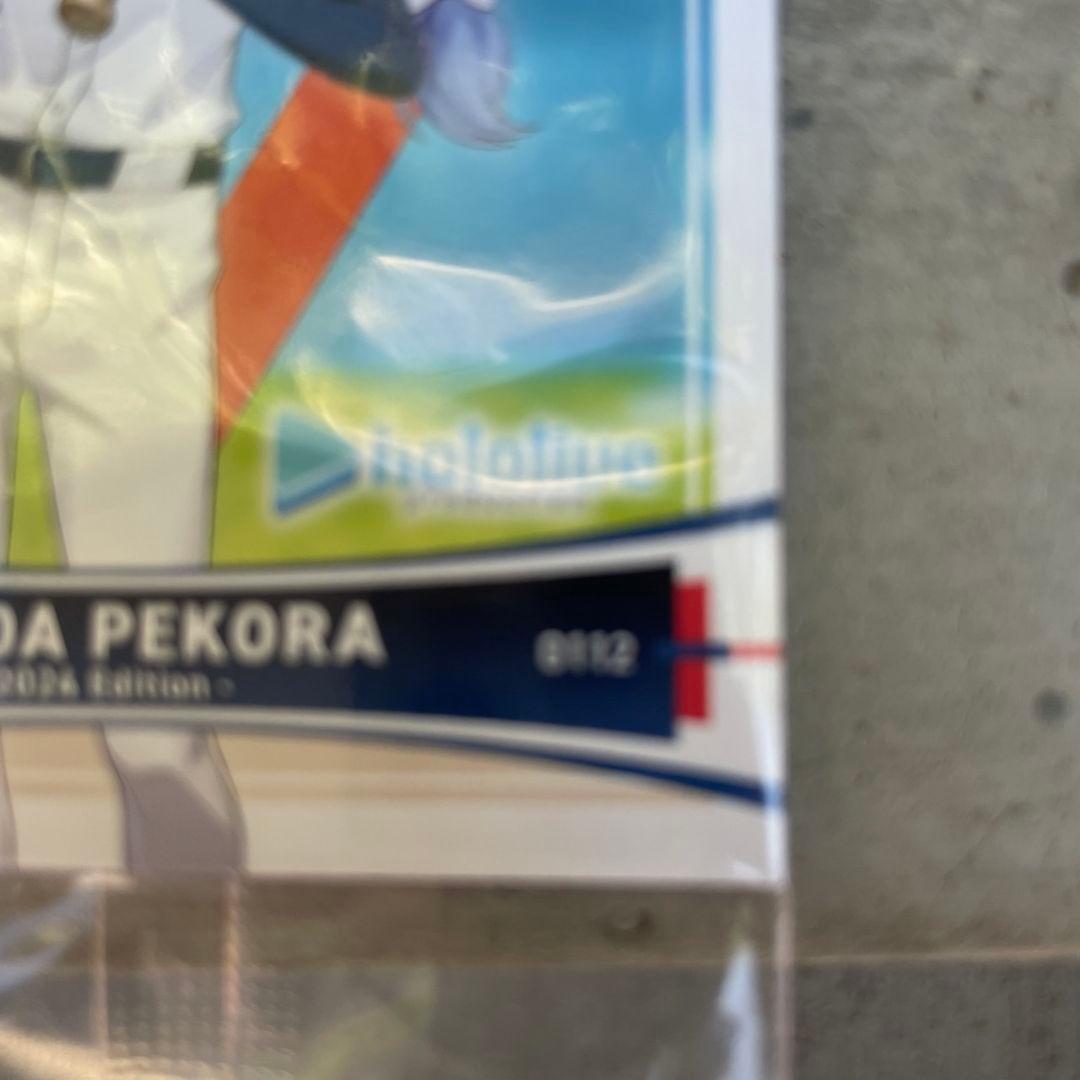 hololive
DA PEKORA
2024 Edition -
0112